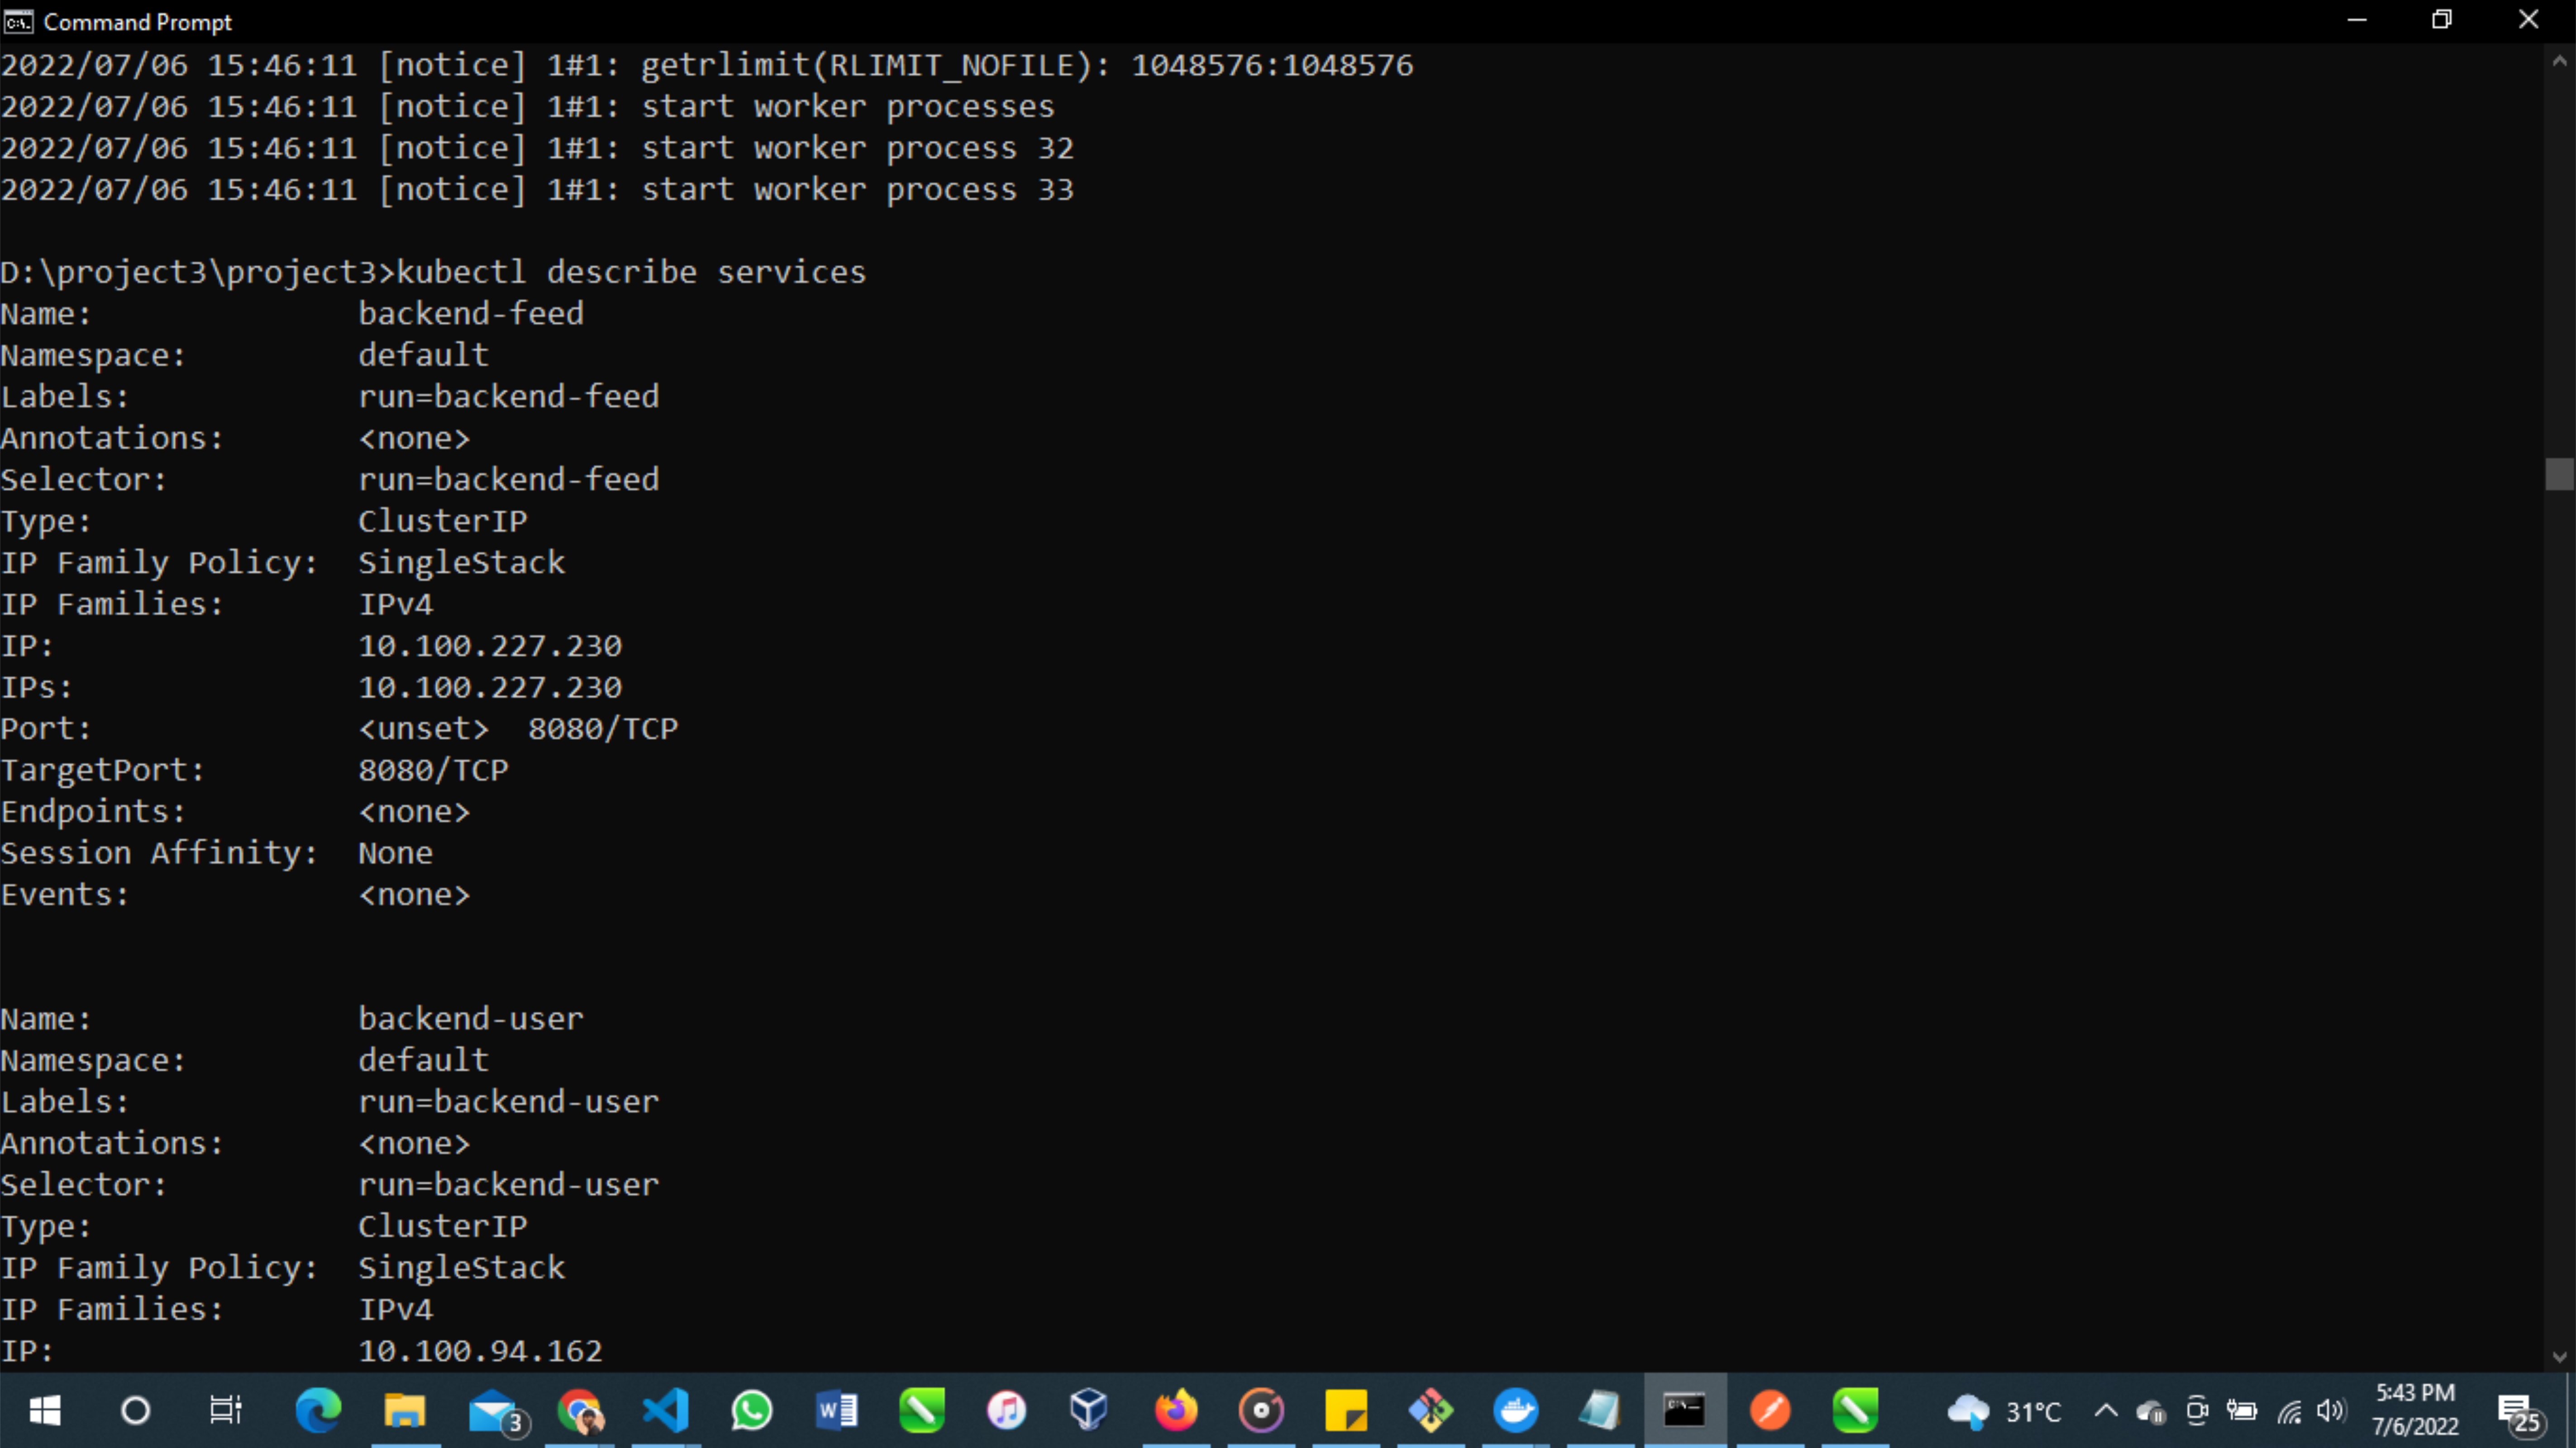 Command Prompt
2022/07/06 15:46:11 [notice] 1#1: getrlimit(RLIMIT_NOFILE): 1048576:1048576
2022/07/06 15:46:11 [notice] 1#1: start worker processes
2022/07/06 15:46:11 [notice] 1#1: start worker process 32
2022/07/06 15:46:11 [notice] 1#1: start worker process 33
D:\project3\project3>kubectl describe services
Name: backend-feed
Namespace: default
Labels: run=backend-feed
Annotations: <none>
Selector: run=backend-feed
Type: ClusterIP
IP Family Policy: SingleStack
IP Families: IPv4
IP: 10.100.227.230
IPs: 10.100.227.230
Port: <unset> 8080/TCP
TargetPort: 8080/TCP
Endpoints: <none>
Session Affinity: None
Events: <none>
Name: backend-user
Namespace: default
Labels: run=backend-user
Annotations: <none>
Selector: run=backend-user
Type: ClusterIP
IP Family Policy: SingleStack
IP Families: IPv4
IP: 10.100.94.162
3
31°C
5:43 PM
7/6/2022
25